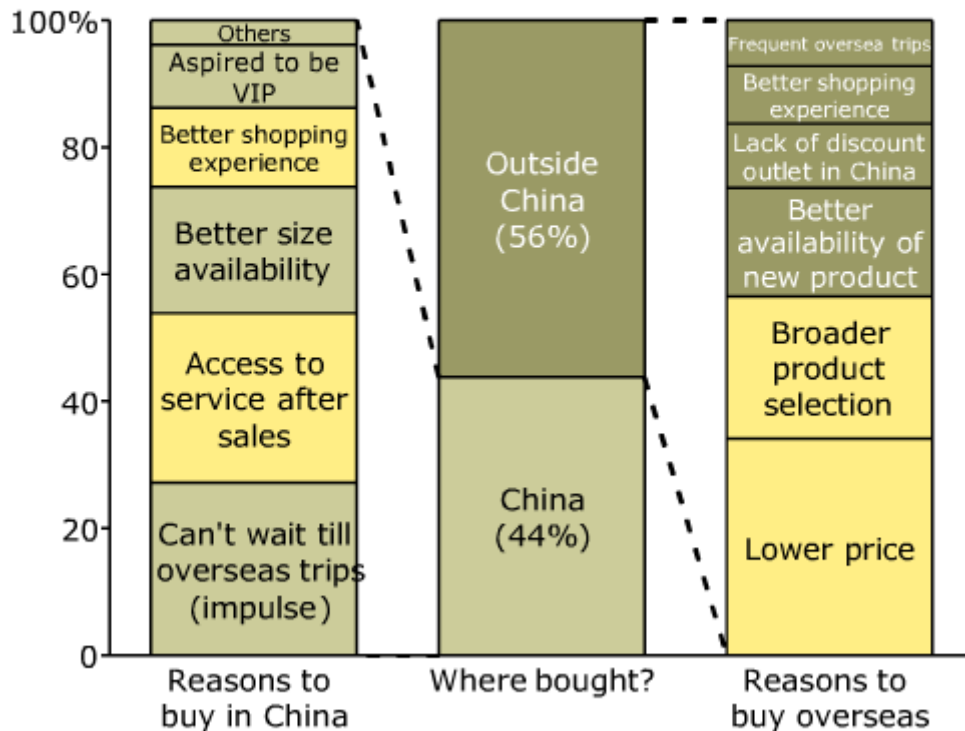 100%
80
60
40
20
0
Others
Aspired to be
VIP
Better shopping
experience
Better size
availability
Access to
service after
sales
Can't wait till
overseas trips
(impulse)
Reasons to
buy in China
Outside
China
(56%)
China
(44%)
Where bought?
Frequent oversea trips
Better shopping
experience
Lack of discount
outlet in China
Better
availability of
new product
Broader
product
selection
Lower price
Reasons to
buy overseas